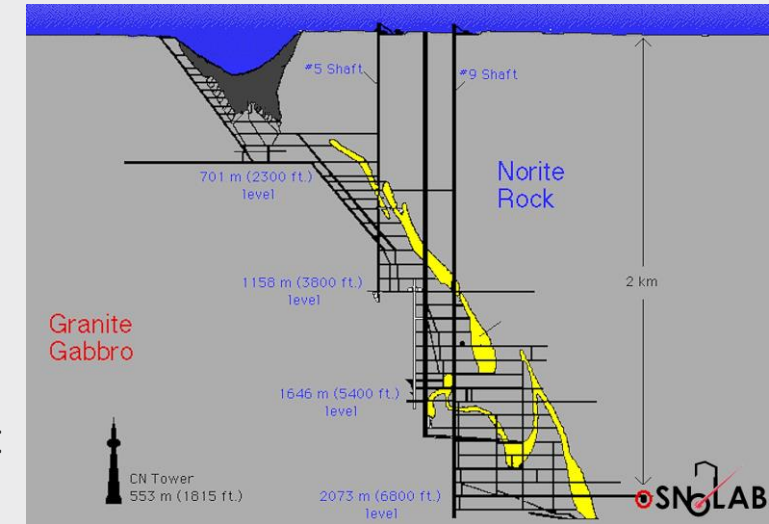 #5 Shaft
#9 Shaft
701 m (2300 ft.)
level
Norite
Rock
1158 m (3800 ft.)
level
2 km
Granite
Gabbro
1646 m (5400 ft.)
level
CN Tower
553 m (1815 ft.)
2073 m (6800 ft.)
level
SNOLAB
: